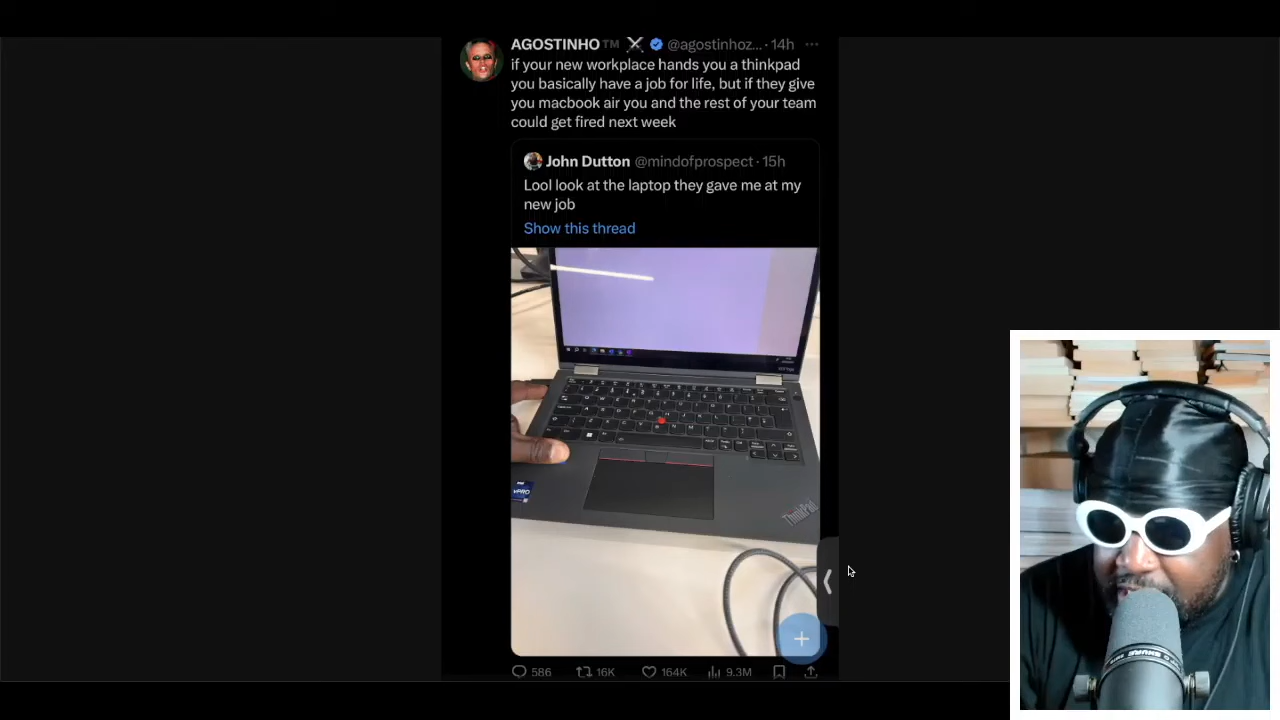 AGOSTINHO™ @agostinhoz... · 14h
if your new workplace hands you a thinkpad
you basically have a job for life, but if they give
you macbook air you and the rest of your team
could get fired next week
John Dutton @mindofprospect · 15h
Lool look at the laptop they gave me at my
new job
Show this thread
vPRO
ThinkPad
586 16K 164K 9.3M
SHURE